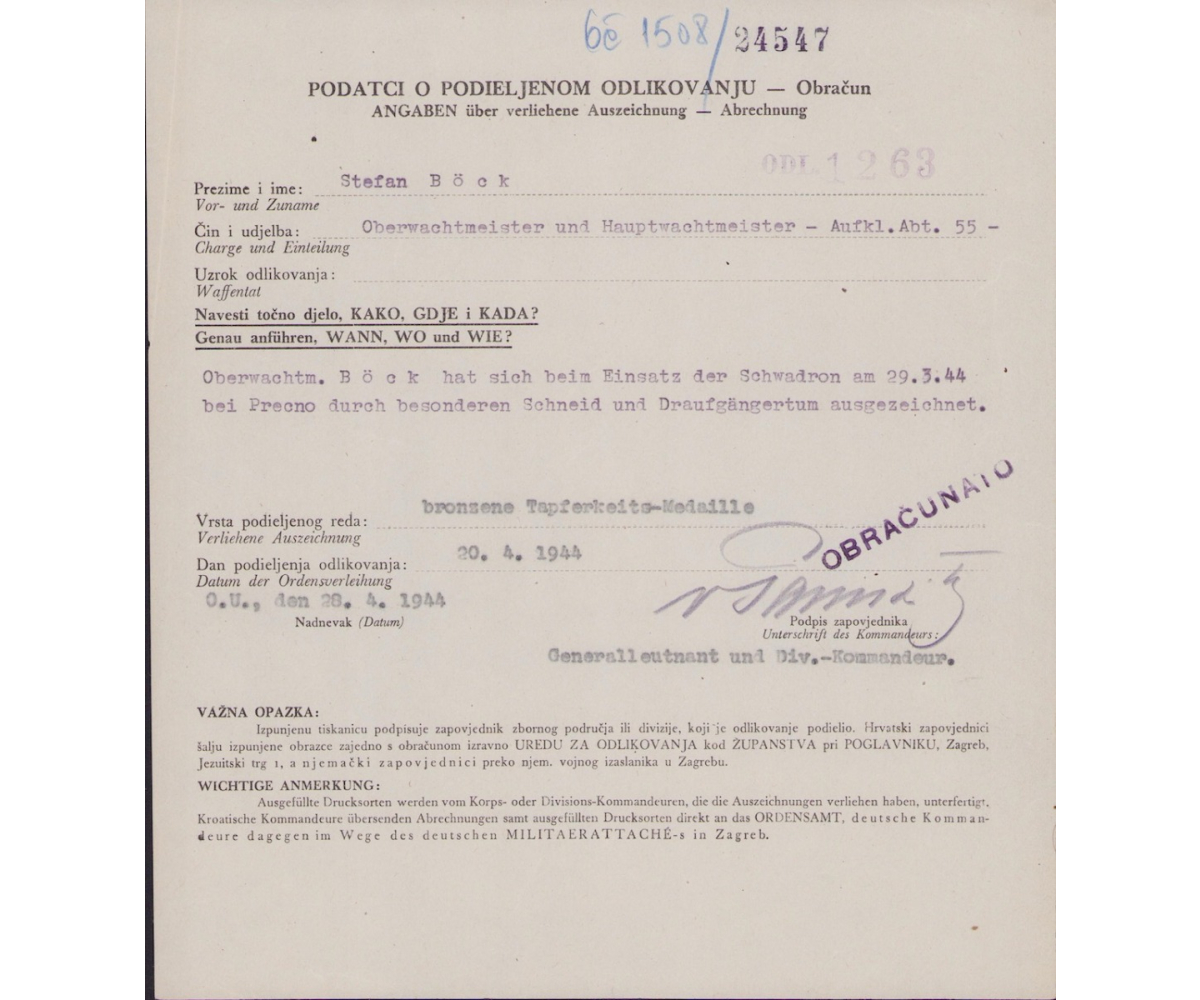 bč 1508/24547
PODATCI O PODIELJENOM ODLIKOVANJU — Obračun
ANGABEN über verliehene Auszeichnung — Abrechnung
ODL 1263
Prezime i ime: Stefan B ö c k
Vor- und Zuname
Čin i udjelba: Oberwachtmeister und Hauptwachtmeister - Aufkl.Abt. 55 -
Charge und Einteilung
Uzrok odlikovanja:
Waffentat
Navesti točno djelo, KAKO, GDJE i KADA?
Genau anführen, WANN, WO und WIE?
Oberwachtm. B ö c k hat sich beim Einsatz der Schwadron am 29.3.44
bei Precno durch besonderen Schneid und Draufgängertum ausgezeichnet.
Vrsta podieljenog reda: bronzene Tapferkeits-Medaille
Verliehene Auszeichnung
OBRAČUNATO
Dan podieljenja odlikovanja: 20. 4. 1944
Datum der Ordensverleihung
O.U., den 28. 4. 1944
Nadnevak (Datum)
Podpis zapovjednika
Unterschrift des Kommandeurs:
Generalleutnant und Div.-Kommandeur.
VAŽNA OPAZKA:
Izpunjenu tiskanicu podpisuje zapovjednik zbornog područja ili divizije, koji je odlikovanje podielio. Hrvatski zapovjednici
šalju izpunjene obrazce zajedno s obračunom izravno UREDU ZA ODLIKOVANJA kod ŽUPANSTVA pri POGLAVNIKU, Zagreb,
Jezuitski trg 1, a njemački zapovjednici preko njem. vojnog izaslanika u Zagrebu.
WICHTIGE ANMERKUNG:
Ausgefüllte Drucksorten werden vom Korps- oder Divisions-Kommandeuren, die die Auszeichnungen verliehen haben, unterfertigt.
Kroatische Kommandeure übersenden Abrechnungen samt ausgefüllten Drucksorten direkt an das ORDENSAMT, deutsche Komman-
deure dagegen im Wege des deutschen MILITAERATTACHÉ-s in Zagreb.